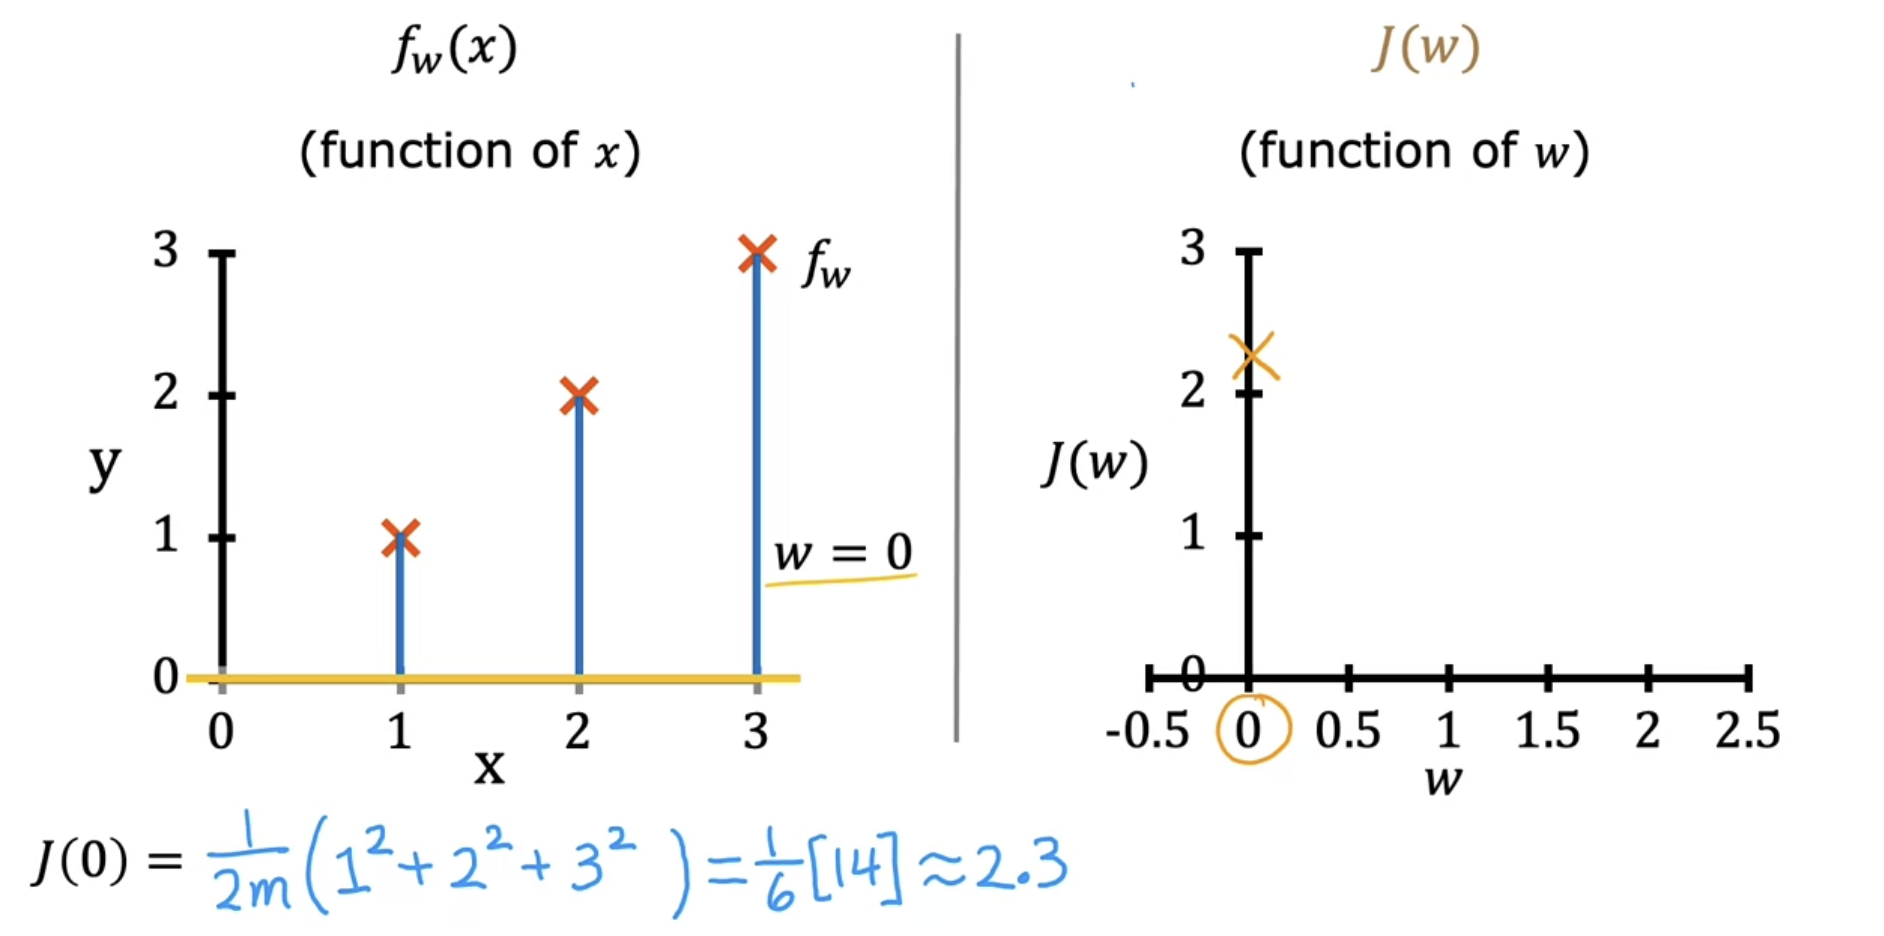 f_w(x)
(function of x)
3
2
1
0
y
0 1 2 3
x
f_w
w = 0
J(w)
(function of w)
3
2
1
0
J(w)
-0.5 0 0.5 1 1.5 2 2.5
w
J(0) = 1/2m (1² + 2² + 3² ) = 1/6 [14] ≈ 2.3